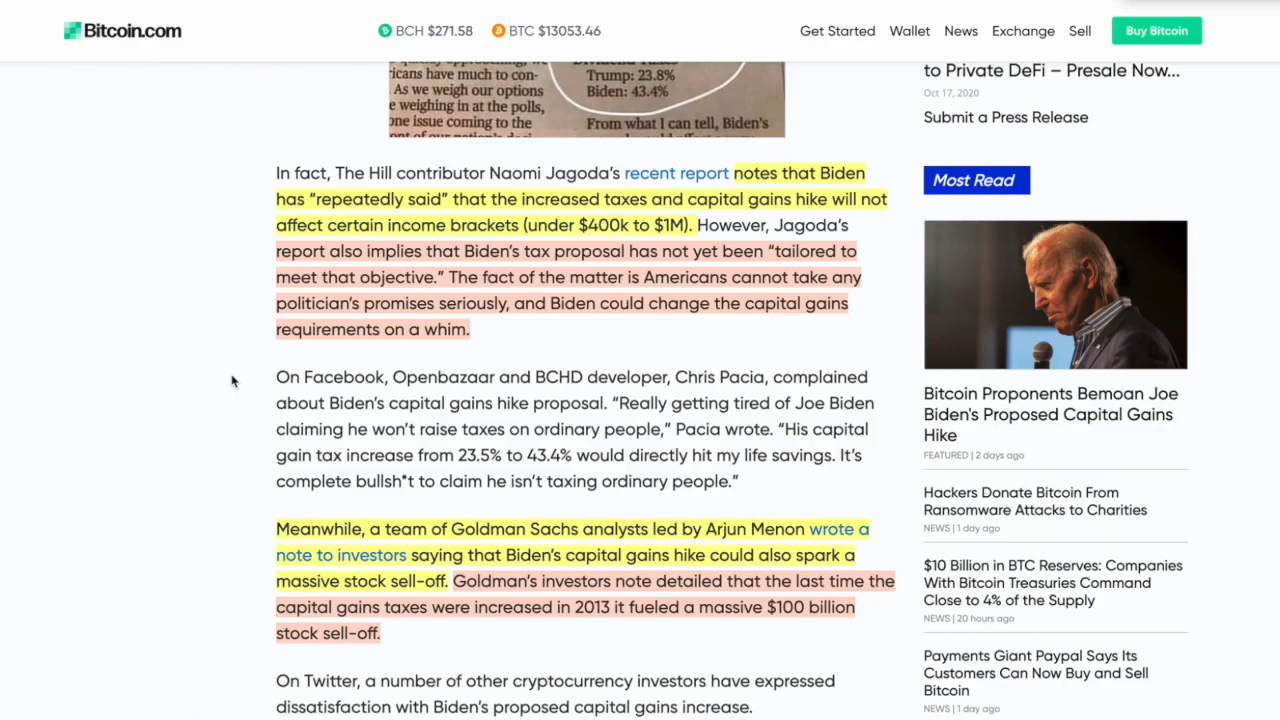 Bitcoin.com
BCH $271.58
BTC $13053.46
Get Started Wallet News Exchange Sell Buy Bitcoin
ricans have much to con-
As we weigh our options
e weighing in at the polls,
one issue coming to the
Trump: 23.8%
Biden: 43.4%
From what I can tell, Biden's
In fact, The Hill contributor Naomi Jagoda's recent report notes that Biden
has “repeatedly said” that the increased taxes and capital gains hike will not
affect certain income brackets (under $400k to $1M). However, Jagoda's
report also implies that Biden's tax proposal has not yet been “tailored to
meet that objective.” The fact of the matter is Americans cannot take any
politician's promises seriously, and Biden could change the capital gains
requirements on a whim.
On Facebook, Openbazaar and BCHD developer, Chris Pacia, complained
about Biden's capital gains hike proposal. “Really getting tired of Joe Biden
claiming he won't raise taxes on ordinary people,” Pacia wrote. “His capital
gain tax increase from 23.5% to 43.4% would directly hit my life savings. It's
complete bullsh*t to claim he isn't taxing ordinary people.”
Meanwhile, a team of Goldman Sachs analysts led by Arjun Menon wrote a
note to investors saying that Biden's capital gains hike could also spark a
massive stock sell-off. Goldman's investors note detailed that the last time the
capital gains taxes were increased in 2013 it fueled a massive $100 billion
stock sell-off.
On Twitter, a number of other cryptocurrency investors have expressed
dissatisfaction with Biden's proposed capital gains increase.
to Private DeFi – Presale Now...
Oct 17, 2020
Submit a Press Release
Most Read
Bitcoin Proponents Bemoan Joe
Biden's Proposed Capital Gains
Hike
FEATURED | 2 days ago
Hackers Donate Bitcoin From
Ransomware Attacks to Charities
NEWS | 1 day ago
$10 Billion in BTC Reserves: Companies
With Bitcoin Treasuries Command
Close to 4% of the Supply
NEWS | 20 hours ago
Payments Giant Paypal Says Its
Customers Can Now Buy and Sell
Bitcoin
NEWS | 1 day ago